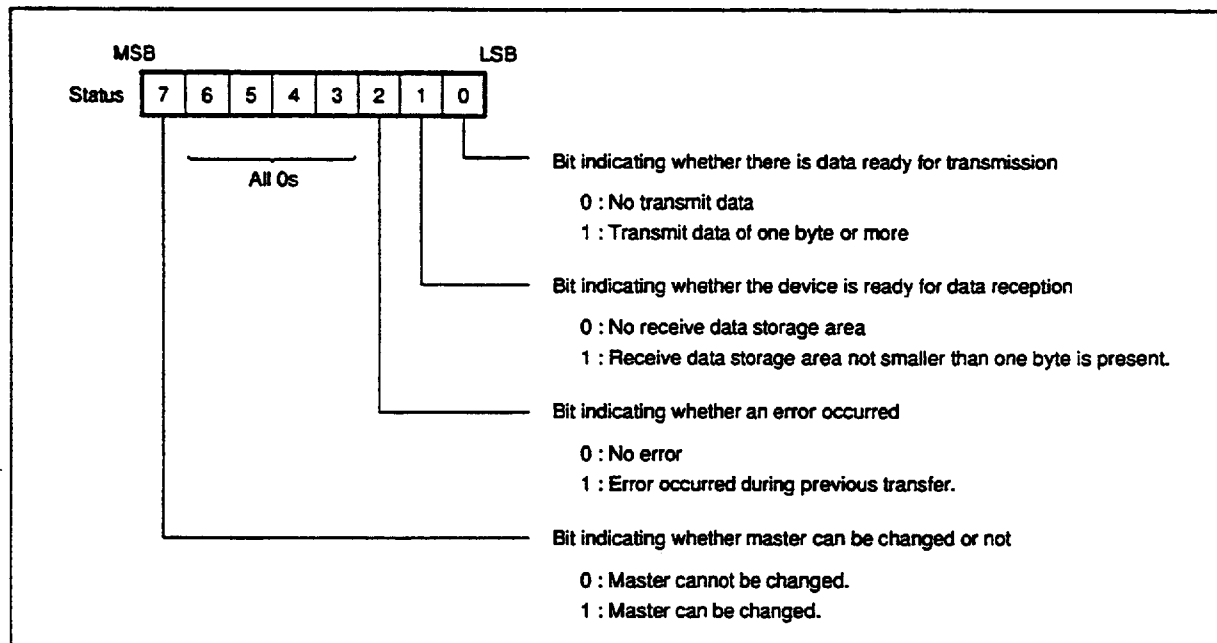 MSB LSB
Status 7 6 5 4 3 2 1 0
All 0s
Bit indicating whether there is data ready for transmission
0 : No transmit data
1 : Transmit data of one byte or more
Bit indicating whether the device is ready for data reception
0 : No receive data storage area
1 : Receive data storage area not smaller than one byte is present.
Bit indicating whether an error occurred
0 : No error
1 : Error occurred during previous transfer.
Bit indicating whether master can be changed or not
0 : Master cannot be changed.
1 : Master can be changed.